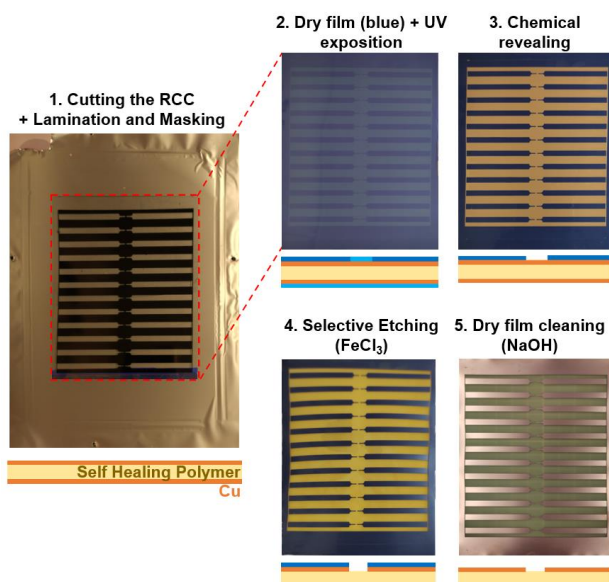 1. Cutting the RCC
+ Lamination and Masking
Self Healing Polymer
Cu
2. Dry film (blue) + UV
exposition
3. Chemical
revealing
4. Selective Etching
(FeCl₃)
5. Dry film cleaning
(NaOH)